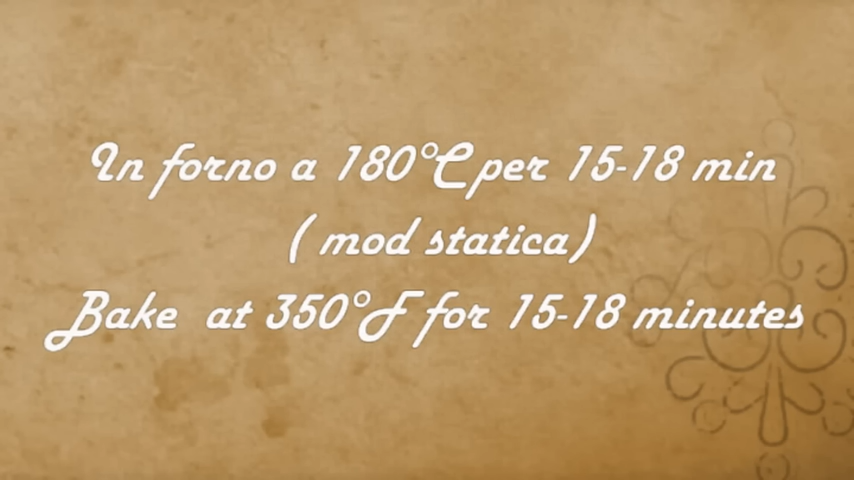 In forno a 180°C per 15-18 min
( mod statica)
Bake at 350°F for 15-18 minutes